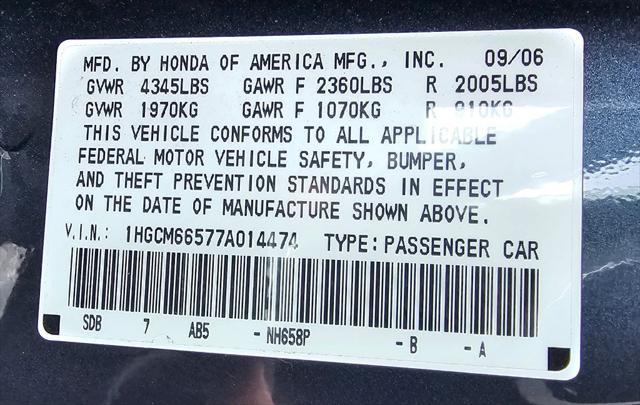 MFD. BY HONDA OF AMERICA MFG., INC. 09/06
GVWR 4345LBS GAWR F 2360LBS R 2005LBS
GVWR 1970KG GAWR F 1070KG R 910KG
THIS VEHICLE CONFORMS TO ALL APPLICABLE
FEDERAL MOTOR VEHICLE SAFETY, BUMPER,
AND THEFT PREVENTION STANDARDS IN EFFECT
ON THE DATE OF MANUFACTURE SHOWN ABOVE.
V.I.N.: 1HGCM66577A014474 TYPE: PASSENGER CAR
SDB 7 AB5 - NH658P - B - A